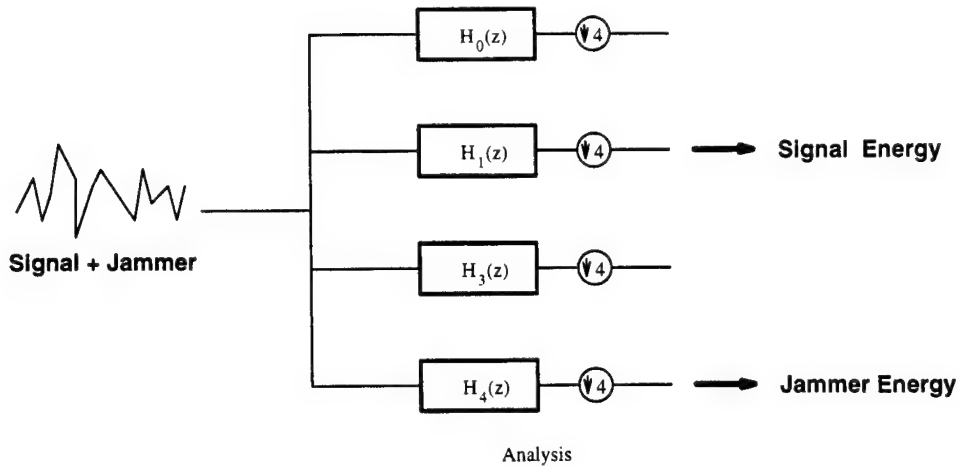 H₀(z)
↓4
H₁(z)
↓4
Signal Energy
Signal + Jammer
H₃(z)
↓4
H₄(z)
↓4
Jammer Energy
Analysis